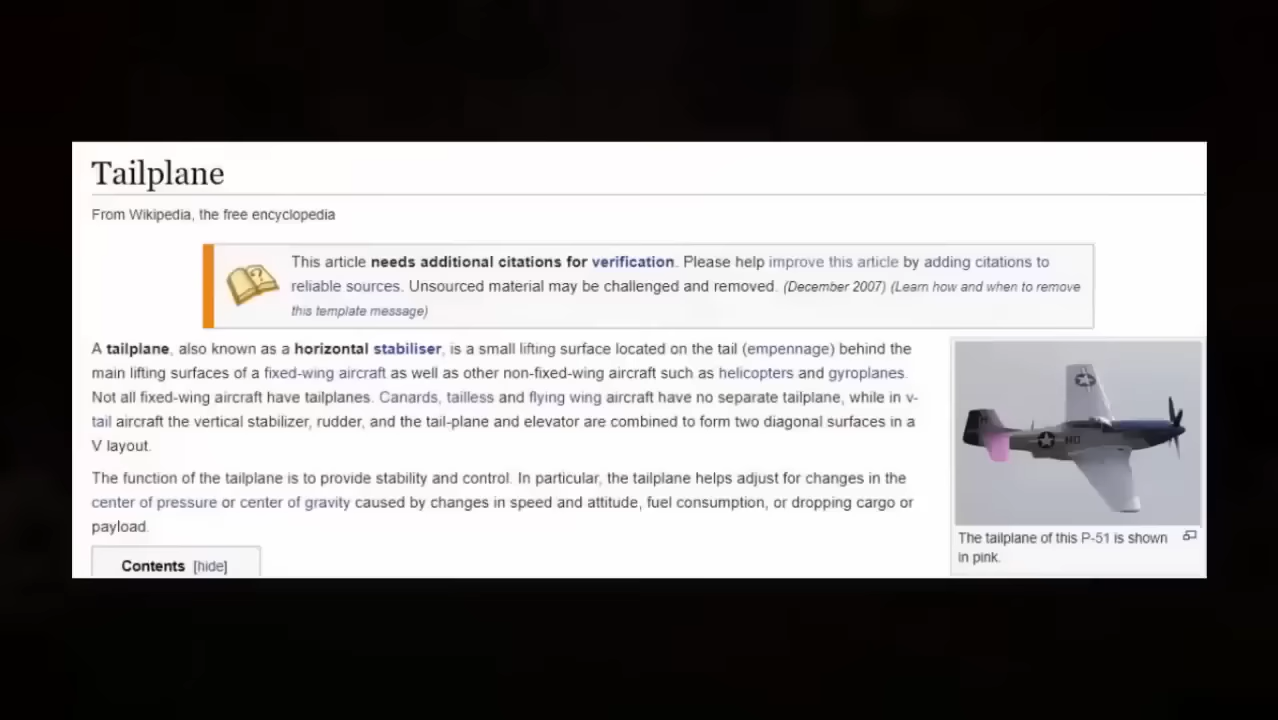 Tailplane
From Wikipedia, the free encyclopedia
This article needs additional citations for verification. Please help improve this article by adding citations to
reliable sources. Unsourced material may be challenged and removed. (December 2007) (Learn how and when to remove
this template message)
A tailplane, also known as a horizontal stabiliser, is a small lifting surface located on the tail (empennage) behind the
main lifting surfaces of a fixed-wing aircraft as well as other non-fixed-wing aircraft such as helicopters and gyroplanes.
Not all fixed-wing aircraft have tailplanes. Canards, tailless and flying wing aircraft have no separate tailplane, while in v-
tail aircraft the vertical stabilizer, rudder, and the tail-plane and elevator are combined to form two diagonal surfaces in a
V layout.
The function of the tailplane is to provide stability and control. In particular, the tailplane helps adjust for changes in the
center of pressure or center of gravity caused by changes in speed and attitude, fuel consumption, or dropping cargo or
payload.
Contents [hide]
The tailplane of this P-51 is shown
in pink.